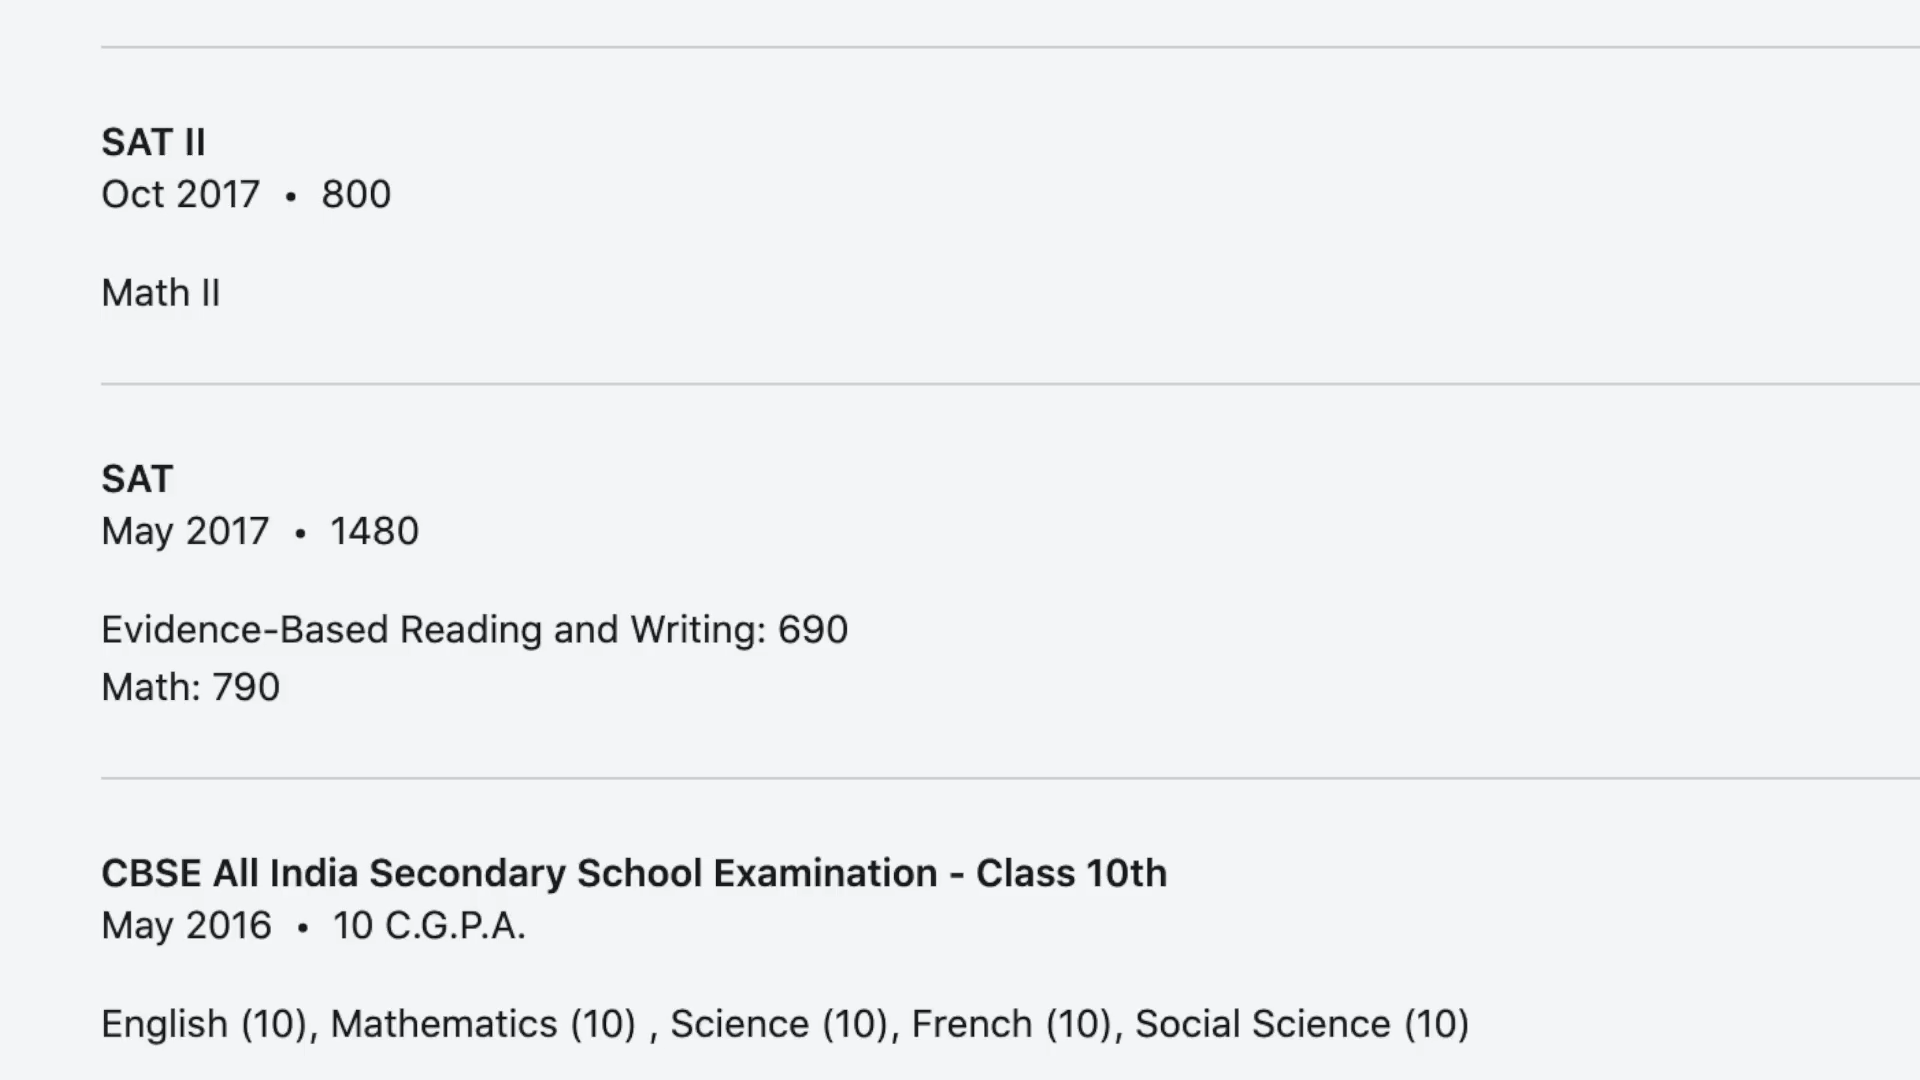 SAT II
Oct 2017 • 800
Math II
SAT
May 2017 • 1480
Evidence-Based Reading and Writing: 690
Math: 790
CBSE All India Secondary School Examination - Class 10th
May 2016 • 10 C.G.P.A.
English (10), Mathematics (10) , Science (10), French (10), Social Science (10)